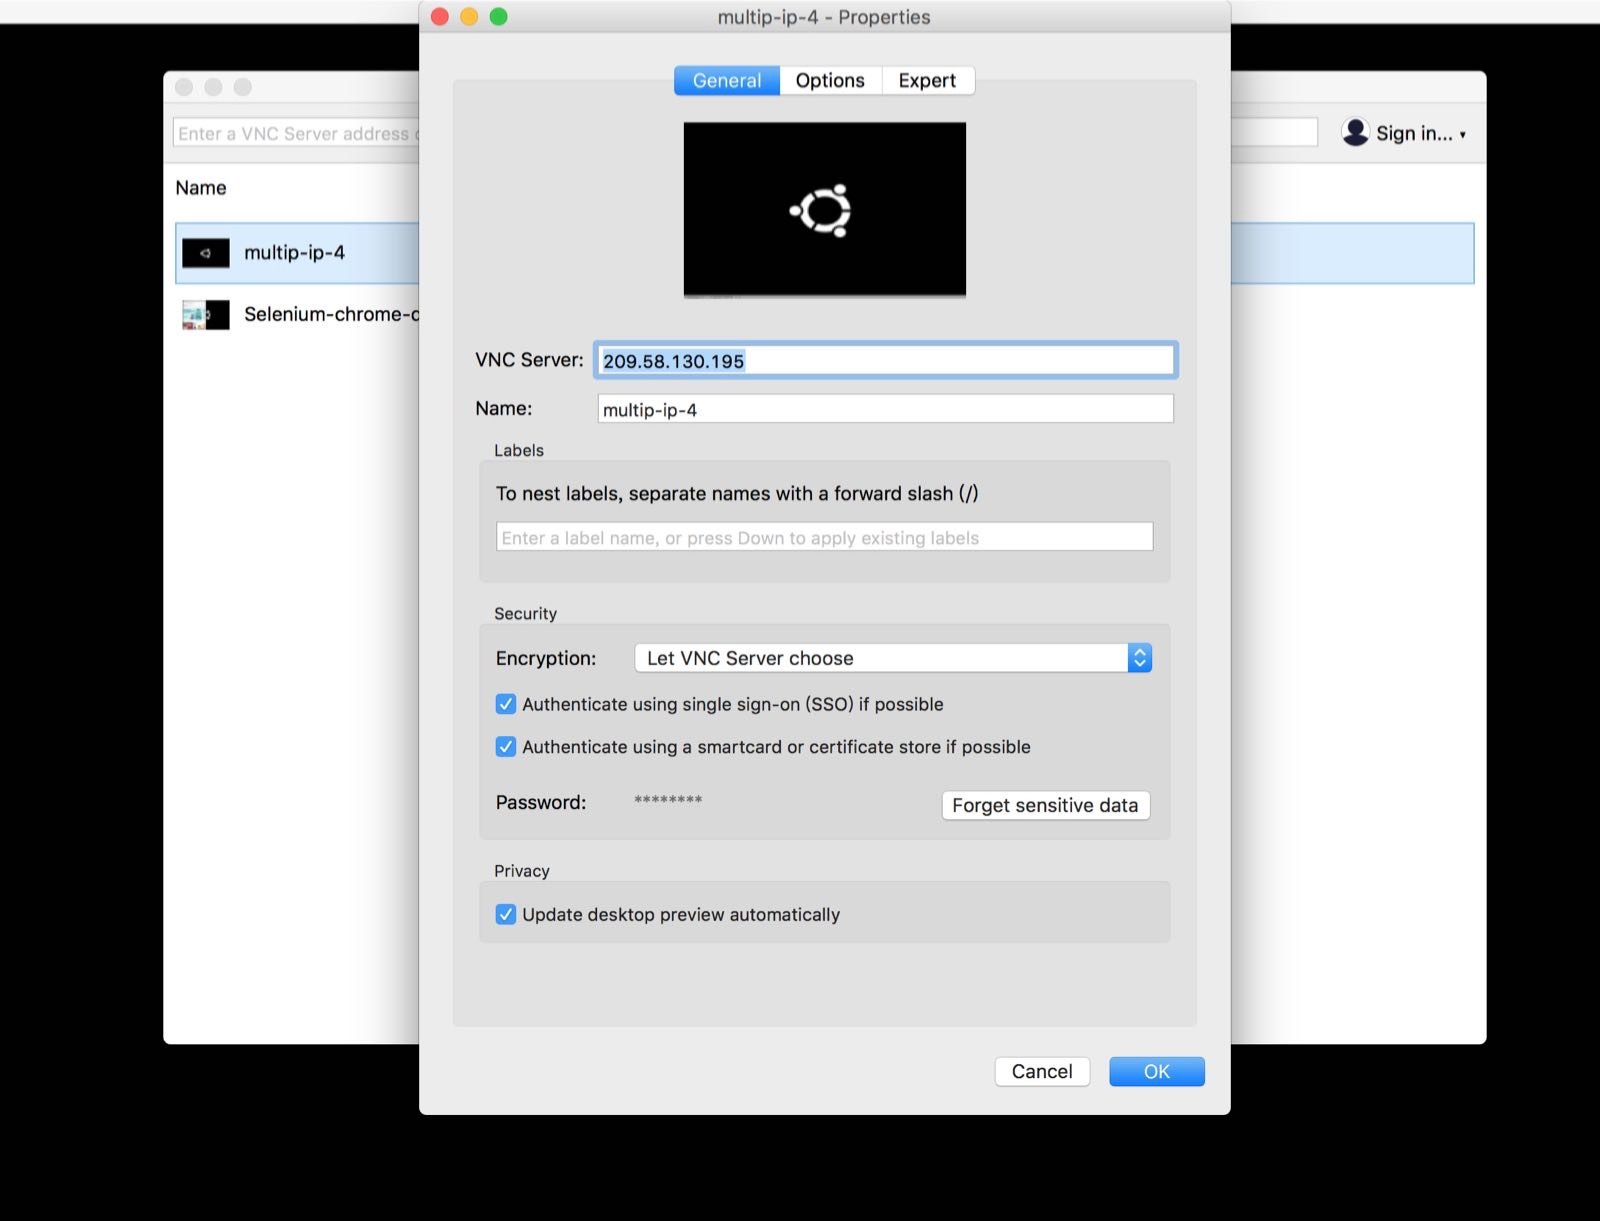 multip-ip-4 - Properties
General Options Expert
Enter a VNC Server address
Sign in...
Name
multip-ip-4
Selenium-chrome-
VNC Server: 209.58.130.195
Name: multip-ip-4
Labels
To nest labels, separate names with a forward slash (/)
Enter a label name, or press Down to apply existing labels
Security
Encryption: Let VNC Server choose
Authenticate using single sign-on (SSO) if possible
Authenticate using a smartcard or certificate store if possible
Password: ********
Forget sensitive data
Privacy
Update desktop preview automatically
Cancel OK